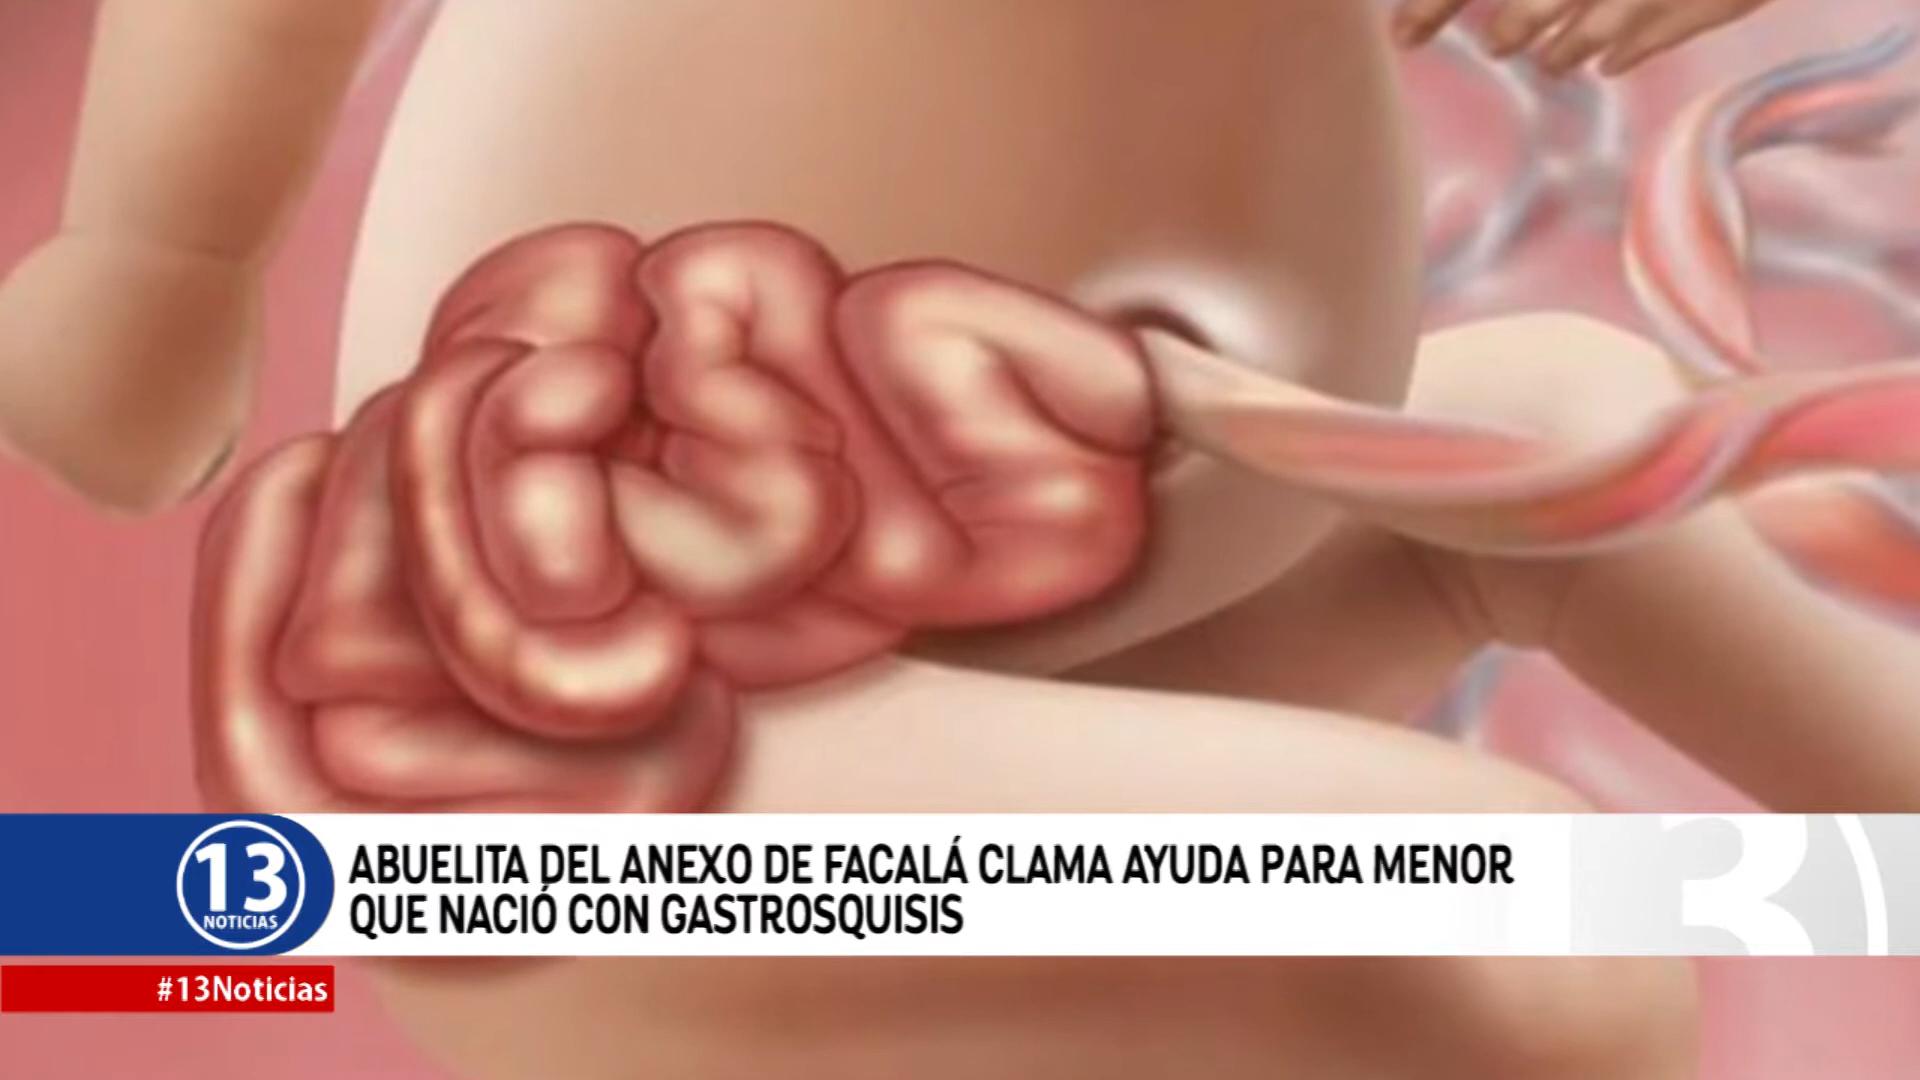 13
NOTICIAS
ABUELITA DEL ANEXO DE FACALÁ CLAMA AYUDA PARA MENOR
QUE NACIÓ CON GASTROSQUISIS
#13Noticias